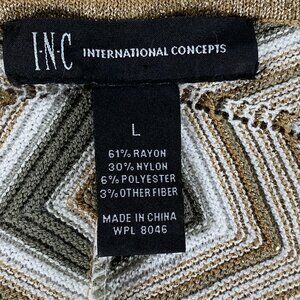 I·N·C INTERNATIONAL CONCEPTS
L
61% RAYON
30% NYLON
6% POLYESTER
3% OTHER FIBER
MADE IN CHINA
WPL 8046